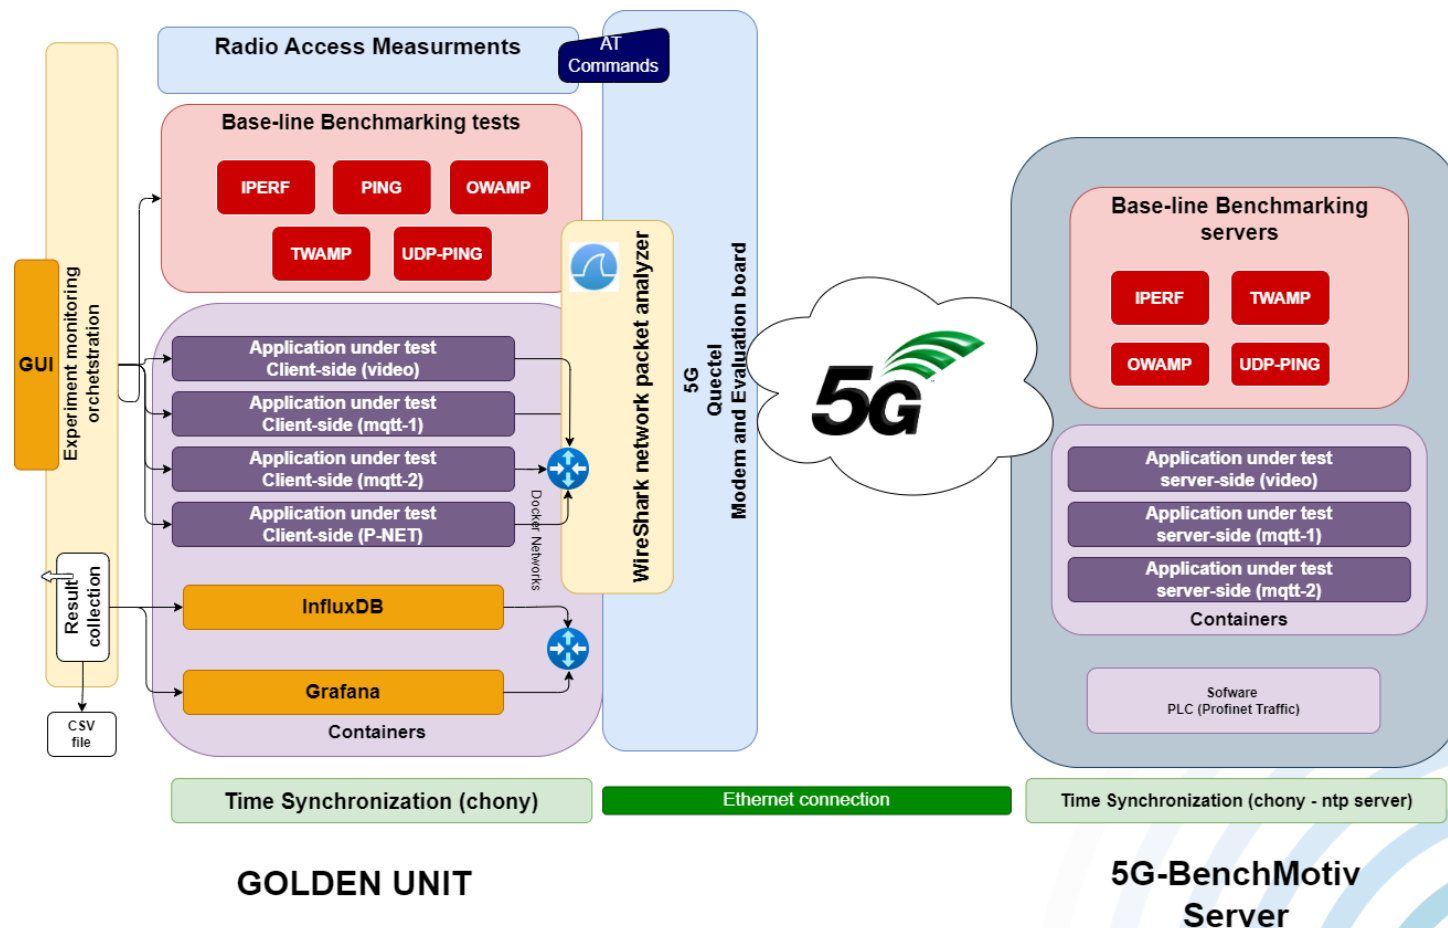 Radio Access Measurments
AT
Commands
Base-line Benchmarking tests
IPERF
PING
OWAMP
TWAMP
UDP-PING
GUI
Experiment monitoring
orchetstration
Application under test
Client-side (video)
Application under test
Client-side (mqtt-1)
Application under test
Client-side (mqtt-2)
Application under test
Client-side (P-NET)
Docker Networks
WireShark network packet analyzer
5G
Quectel
Modem and Evaluation board
Result
collection
CSV
file
InfluxDB
Grafana
Containers
5G
Base-line Benchmarking
servers
IPERF
TWAMP
OWAMP
UDP-PING
Application under test
server-side (video)
Application under test
server-side (mqtt-1)
Application under test
server-side (mqtt-2)
Containers
Sofware
PLC (Profinet Traffic)
Time Synchronization (chony)
Ethernet connection
Time Synchronization (chony - ntp server)
GOLDEN UNIT
5G-BenchMotiv
Server